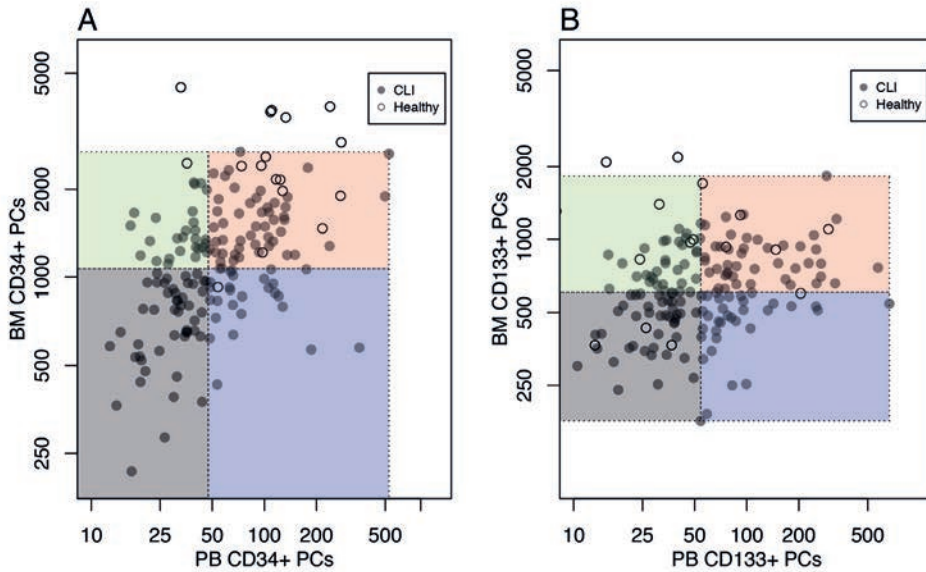 A
5000
2000
1000
500
250
BM CD34+ PCs
CLI
Healthy
10 25 50 100 200 500
PB CD34+ PCs
B
5000
2000
1000
500
250
BM CD133+ PCs
CLI
Healthy
10 25 50 100 200 500
PB CD133+ PCs